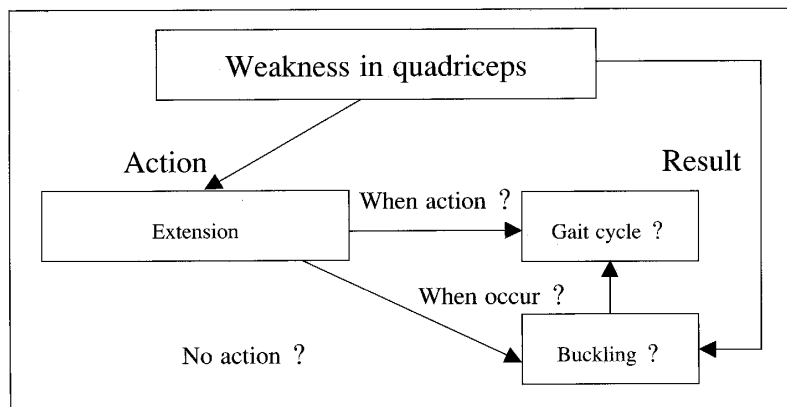 Weakness in quadriceps
Action
Result
When action ?
Extension
Gait cycle ?
When occur ?
No action ?
Buckling ?